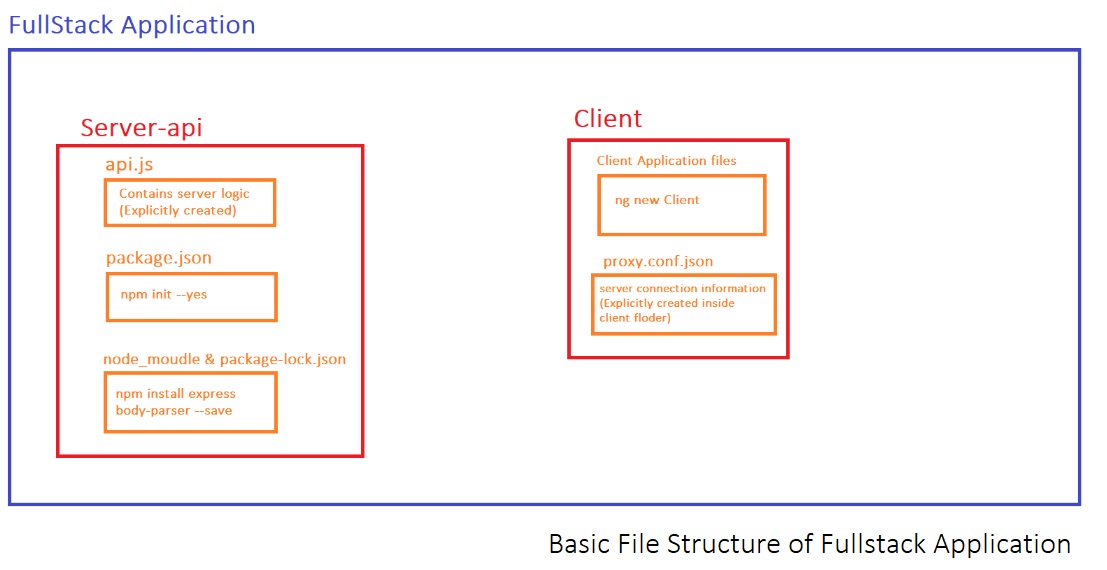 FullStack Application
Server-api
api.js
Contains server logic
(Explicitly created)
package.json
npm init --yes
node_moudle & package-lock.json
npm install express
body-parser --save
Client
Client Application files
ng new Client
proxy.conf.json
server connection information
(Explicitly created inside
client floder)
Basic File Structure of Fullstack Application